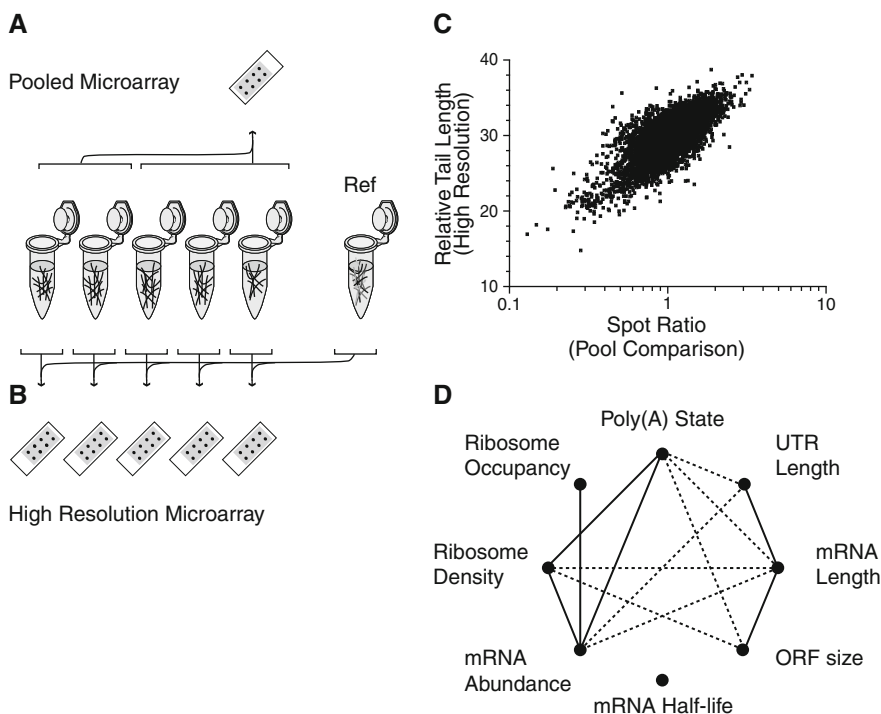 A
Pooled Microarray
Ref
B
High Resolution Microarray
C
Relative Tail Length
(High Resolution)
40
30
20
10
0.1
1
10
Spot Ratio
(Pool Comparison)
D
Poly(A) State
Ribosome
Occupancy
UTR
Length
Ribosome
Density
mRNA
Length
mRNA
Abundance
ORF size
mRNA Half-life